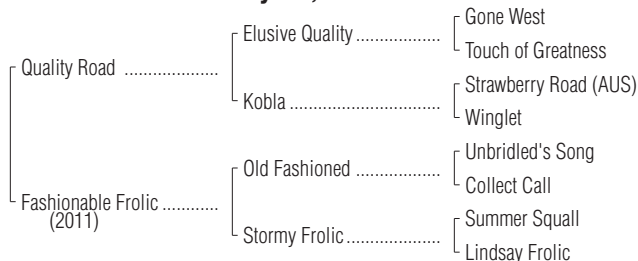 Gone West
Elusive Quality ..................
Touch of Greatness
Quality Road ....................
Strawberry Road (AUS)
Kobla ................................
Winglet
Unbridled's Song
Old Fashioned ..................
Collect Call
Fashionable Frolic ............
(2011)
Summer Squall
Stormy Frolic ....................
Lindsay Frolic